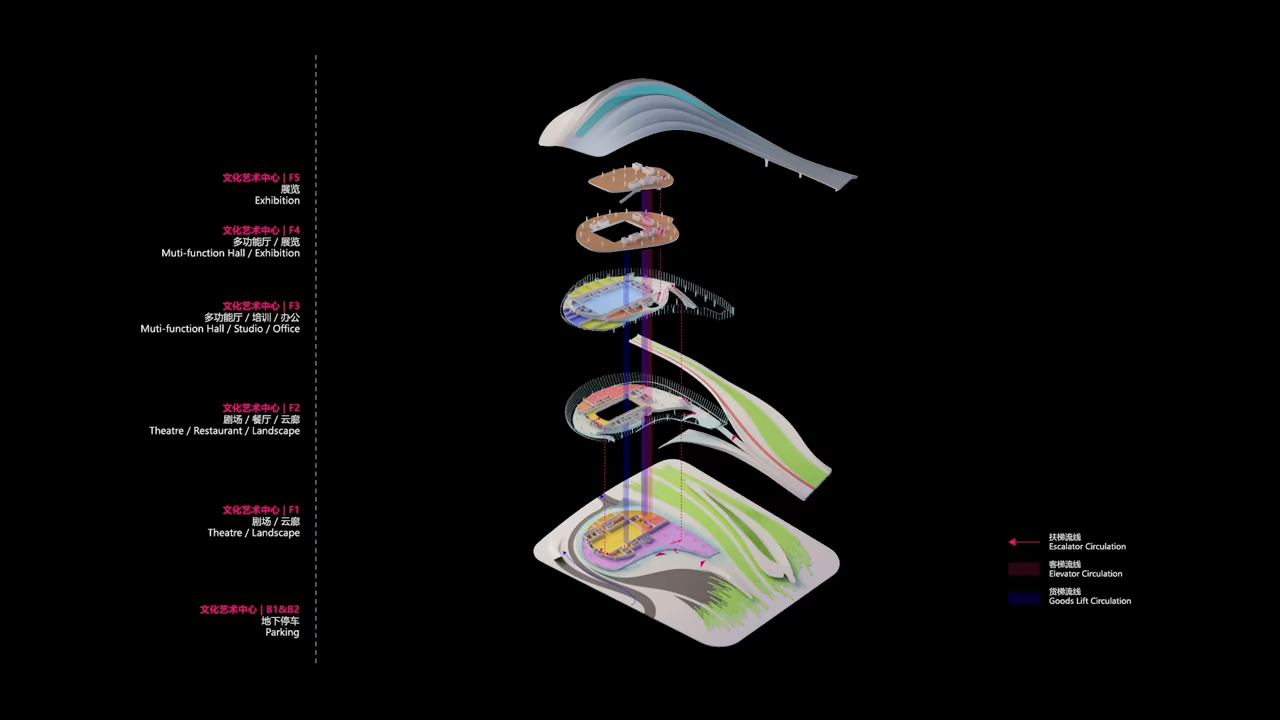 文化艺术中心 | F5
展览
Exhibition
文化艺术中心 | F4
多功能厅 / 展览
Muti-function Hall / Exhibition
文化艺术中心 | F3
多功能厅 / 培训 / 办公
Muti-function Hall / Studio / Office
文化艺术中心 | F2
剧场 / 餐厅 / 云廊
Theatre / Restaurant / Landscape
文化艺术中心 | F1
剧场 / 云廊
Theatre / Landscape
文化艺术中心 | B1&B2
地下停车
Parking
扶梯流线
Escalator Circulation
客梯流线
Elevator Circulation
货梯流线
Goods Lift Circulation